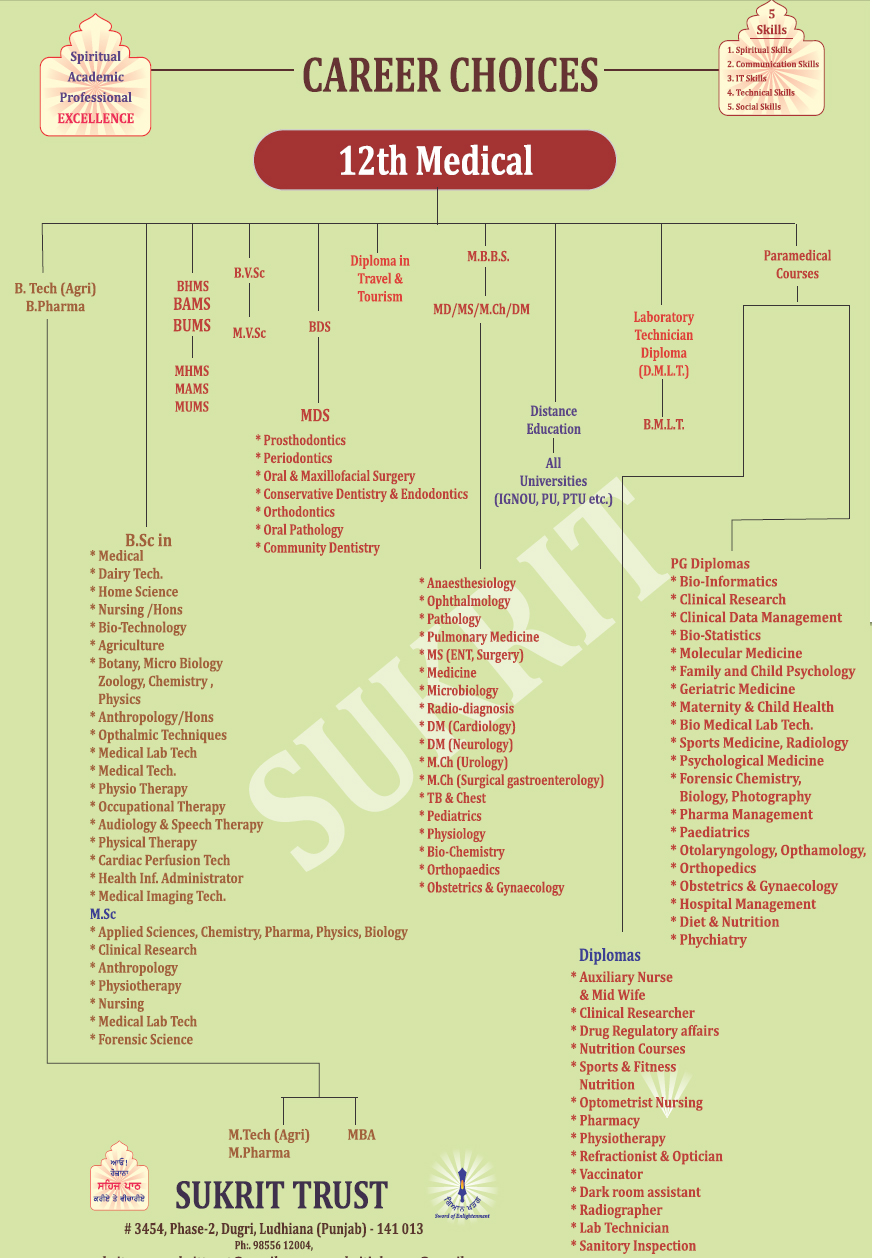 Spiritual
Academic
Professional
EXCELLENCE
CAREER CHOICES
5
Skills
1. Spiritual Skills
2. Communication Skills
3. IT Skills
4. Technical Skills
5. Social Skills
12th Medical
B. Tech (Agri)
B.Pharma
BHMS
BAMS
BUMS
MHMS
MAMS
MUMS
B.V.Sc
M.V.Sc
BDS
MDS
* Prosthodontics
* Periodontics
* Oral & Maxillofacial Surgery
* Conservative Dentistry & Endodontics
* Orthodontics
* Oral Pathology
* Community Dentistry
Diploma in
Travel &
Tourism
M.B.B.S.
MD/MS/M.Ch/DM
Distance
Education
All
Universities
(IGNOU, PU, PTU etc.)
Laboratory
Technician
Diploma
(D.M.L.T.)
B.M.L.T.
Paramedical
Courses
B.Sc in
* Medical
* Dairy Tech.
* Home Science
* Nursing /Hons
* Bio-Technology
* Agriculture
* Botany, Micro Biology
Zoology, Chemistry ,
Physics
* Anthropology/Hons
* Opthalmic Techniques
* Medical Lab Tech
* Medical Tech.
* Physio Therapy
* Occupational Therapy
* Audiology & Speech Therapy
* Physical Therapy
* Cardiac Perfusion Tech
* Health Inf. Administrator
* Medical Imaging Tech.
M.Sc
* Applied Sciences, Chemistry, Pharma, Physics, Biology
* Clinical Research
* Anthropology
* Physiotherapy
* Nursing
* Medical Lab Tech
* Forensic Science
* Anaesthesiology
* Ophthalmology
* Pathology
* Pulmonary Medicine
* MS (ENT, Surgery)
* Medicine
* Microbiology
* Radio-diagnosis
* DM (Cardiology)
* DM (Neurology)
* M.Ch (Urology)
* M.Ch (Surgical gastroenterology)
* TB & Chest
* Pediatrics
* Physiology
* Bio-Chemistry
* Orthopaedics
* Obstetrics & Gynaecology
PG Diplomas
* Bio-Informatics
* Clinical Research
* Clinical Data Management
* Bio-Statistics
* Molecular Medicine
* Family and Child Psychology
* Geriatric Medicine
* Maternity & Child Health
* Bio Medical Lab Tech.
* Sports Medicine, Radiology
* Psychological Medicine
* Forensic Chemistry,
Biology, Photography
* Pharma Management
* Paediatrics
* Otolaryngology, Opthamology,
* Orthopedics
* Obstetrics & Gynaecology
* Hospital Management
* Diet & Nutrition
* Phychiatry
Diplomas
* Auxiliary Nurse
& Mid Wife
* Clinical Researcher
* Drug Regulatory affairs
* Nutrition Courses
* Sports & Fitness
Nutrition
* Optometrist Nursing
* Pharmacy
* Physiotherapy
* Refractionist & Optician
* Vaccinator
* Dark room assistant
* Radiographer
* Lab Technician
* Sanitory Inspection
SUKRIT
M.Tech (Agri)
M.Pharma
MBA
ਆਓ!
ਰੋਜ਼ਾਨਾ
ਸਹਿਜ ਪਾਠ
ਕਰੀਏ ਤੇ ਵੀਚਾਰੀਏ
SUKRIT TRUST
ਗਿਆਨ ਖੜਗ
Sword of Enlightenment
# 3454, Phase-2, Dugri, Ludhiana (Punjab) - 141 013
Ph:. 98556 12004,